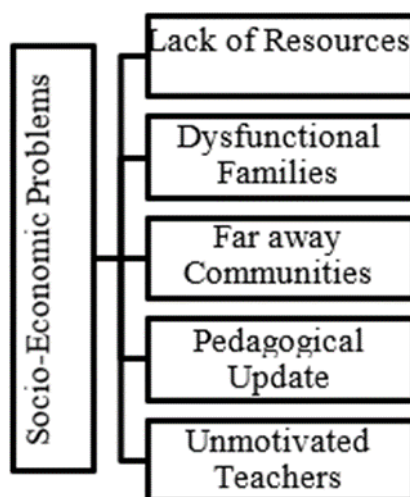 Socio-Economic Problems
Lack of Resources
Dysfunctional
Families
Far away
Communities
Pedagogical
Update
Unmotivated
Teachers